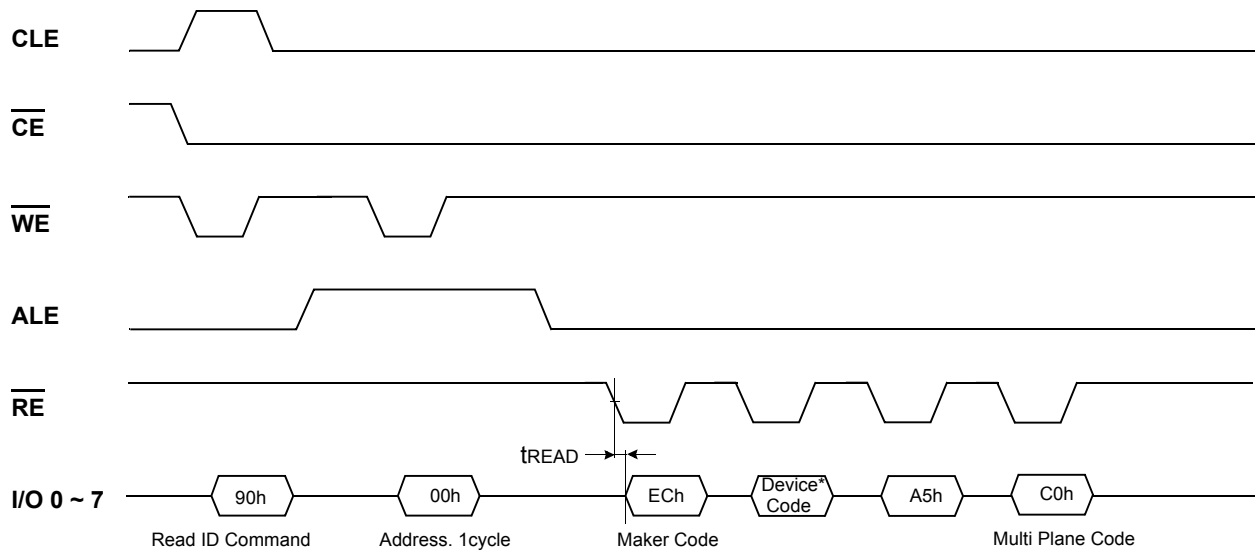 CLE
CE
WE
ALE
RE
tREAD
I/O 0 ~ 7
90h
00h
ECh
Device*
Code
A5h
C0h
Read ID Command
Address. 1cycle
Maker Code
Multi Plane Code